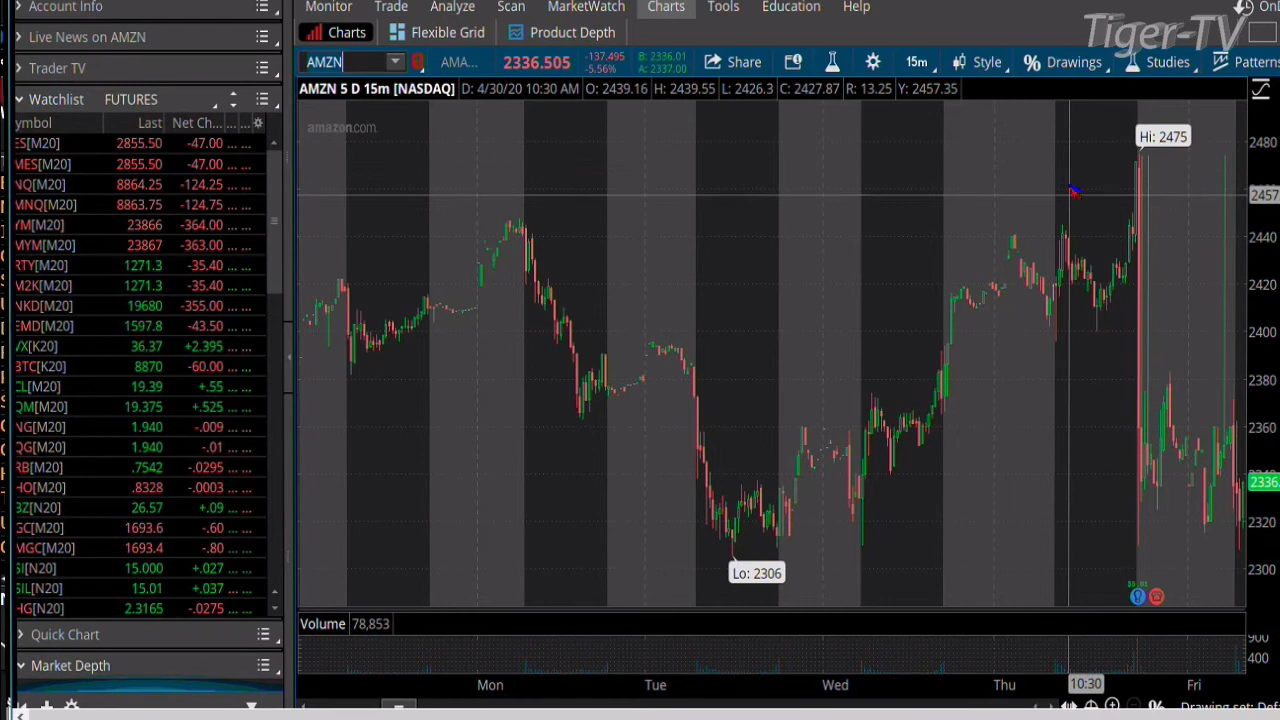 Account Info
Live News on AMZN
Trader TV
Watchlist FUTURES
ymbol Last Net Ch... ... ...
ES[M20] 2855.50 -47.00 ... ...
MES[M20] 2855.50 -47.00 ... ...
NQ[M20] 8864.25 -124.25 ... ...
MNQ[M20] 8863.75 -124.75 ... ...
YM[M20] 23866 -364.00 ... ...
MYM[M20] 23867 -363.00 ... ...
RTY[M20] 1271.3 -35.40 ... ...
M2K[M20] 1271.3 -35.40 ... ...
NKD[M20] 19680 -355.00 ... ...
EMD[M20] 1597.8 -43.50 ... ...
VX[K20] 36.37 +2.395 ... ...
BTC[K20] 8870 -60.00 ... ...
CL[M20] 19.39 +.55 ... ...
QM[M20] 19.375 +.525 ... ...
NG[M20] 1.940 -.009 ... ...
QG[M20] 1.940 -.01 ... ...
RB[M20] .7542 -.0295 ... ...
HO[M20] .8328 -.0003 ... ...
BZ[N20] 26.57 +.09 ... ...
GC[M20] 1693.6 -.60 ... ...
MGC[M20] 1693.4 -.80 ... ...
SI[N20] 15.000 +.027 ... ...
SIL[N20] 15.01 +.037 ... ...
HG[N20] 2.3165 -.0275 ... ...
Quick Chart
Market Depth
Monitor Trade Analyze Scan MarketWatch Charts Tools Education Help
Tiger-TV
Charts Flexible Grid Product Depth
AMZN AMA... 2336.505 -137.495 -5.56% B: 2336.01 A: 2337.00 Share 15m Style Drawings Studies Patterns
AMZN 5 D 15m [NASDAQ] D: 4/30/20 10:30 AM O: 2439.16 H: 2439.55 L: 2426.3 C: 2427.87 R: 13.25 Y: 2457.35
amazon.com
Hi: 2475
Lo: 2306
2480
2457
2440
2420
2400
2380
2360
2336.
2320
2300
Volume 78,853
900
400
Mon Tue Wed Thu 10:30 Fri
Drawing set: Def